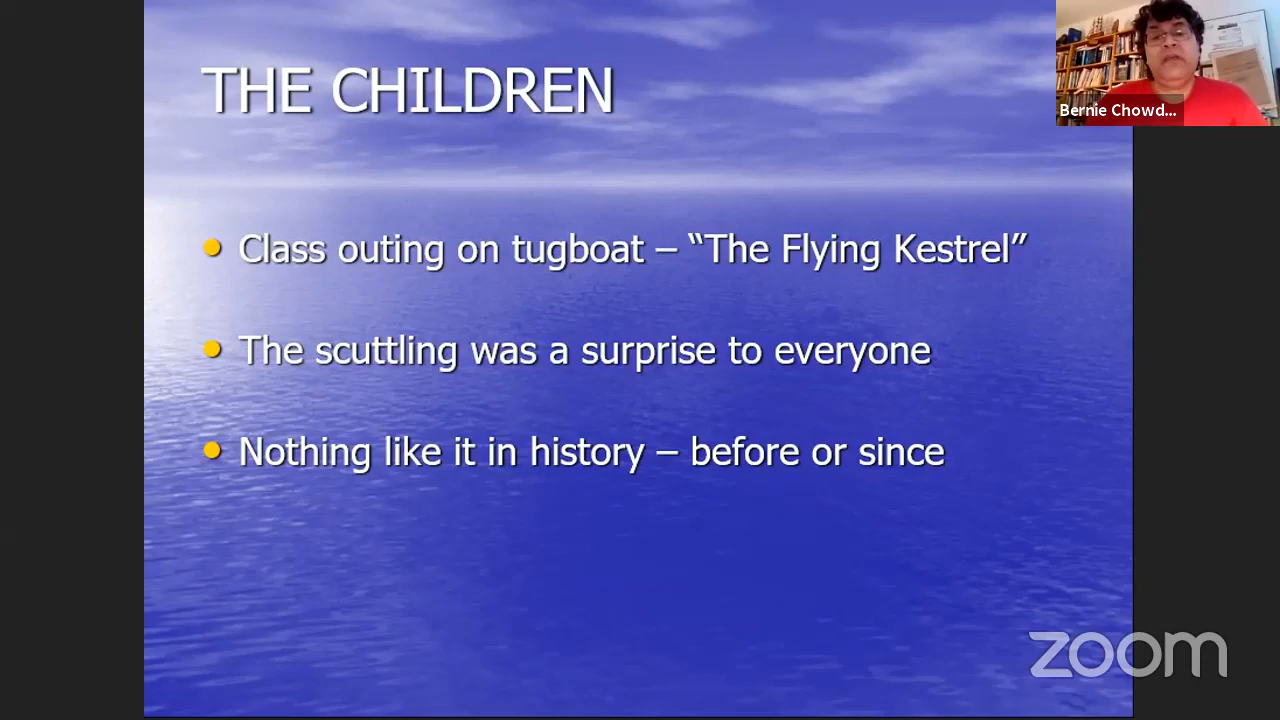 THE CHILDREN
Bernie Chowd...
Class outing on tugboat – “The Flying Kestrel”
The scuttling was a surprise to everyone
Nothing like it in history – before or since
zoom